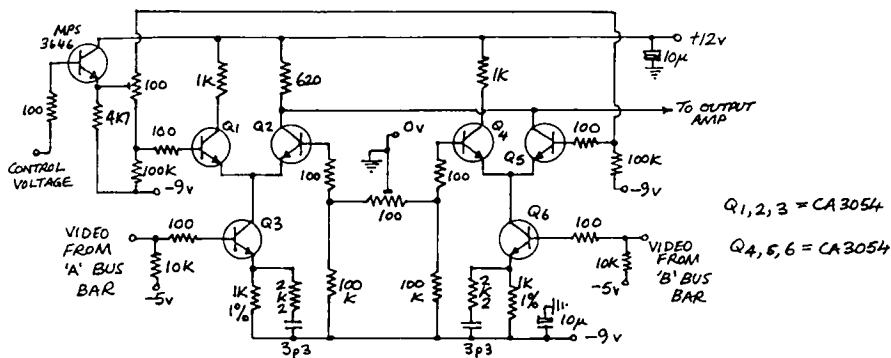 MPS
3646
+12v
10μ
1K
620
1K
100
100
4K7
100
Q1
Q2
Q4
Q5
100
0v
TO OUTPUT
AMP
CONTROL
VOLTAGE
100K
-9v
100
100
100
100K
-9v
Q1,2,3 = CA3054
Q4,5,6 = CA3054
VIDEO
FROM
'A' BUS
BAR
100
Q3
Q6
100
VIDEO
FROM
'B' BUS
BAR
10K
-5v
10K
-5v
1K
1%
2K2
100
K
100
K
2K2
1K
1%
10μ
3p3
3p3
-9v